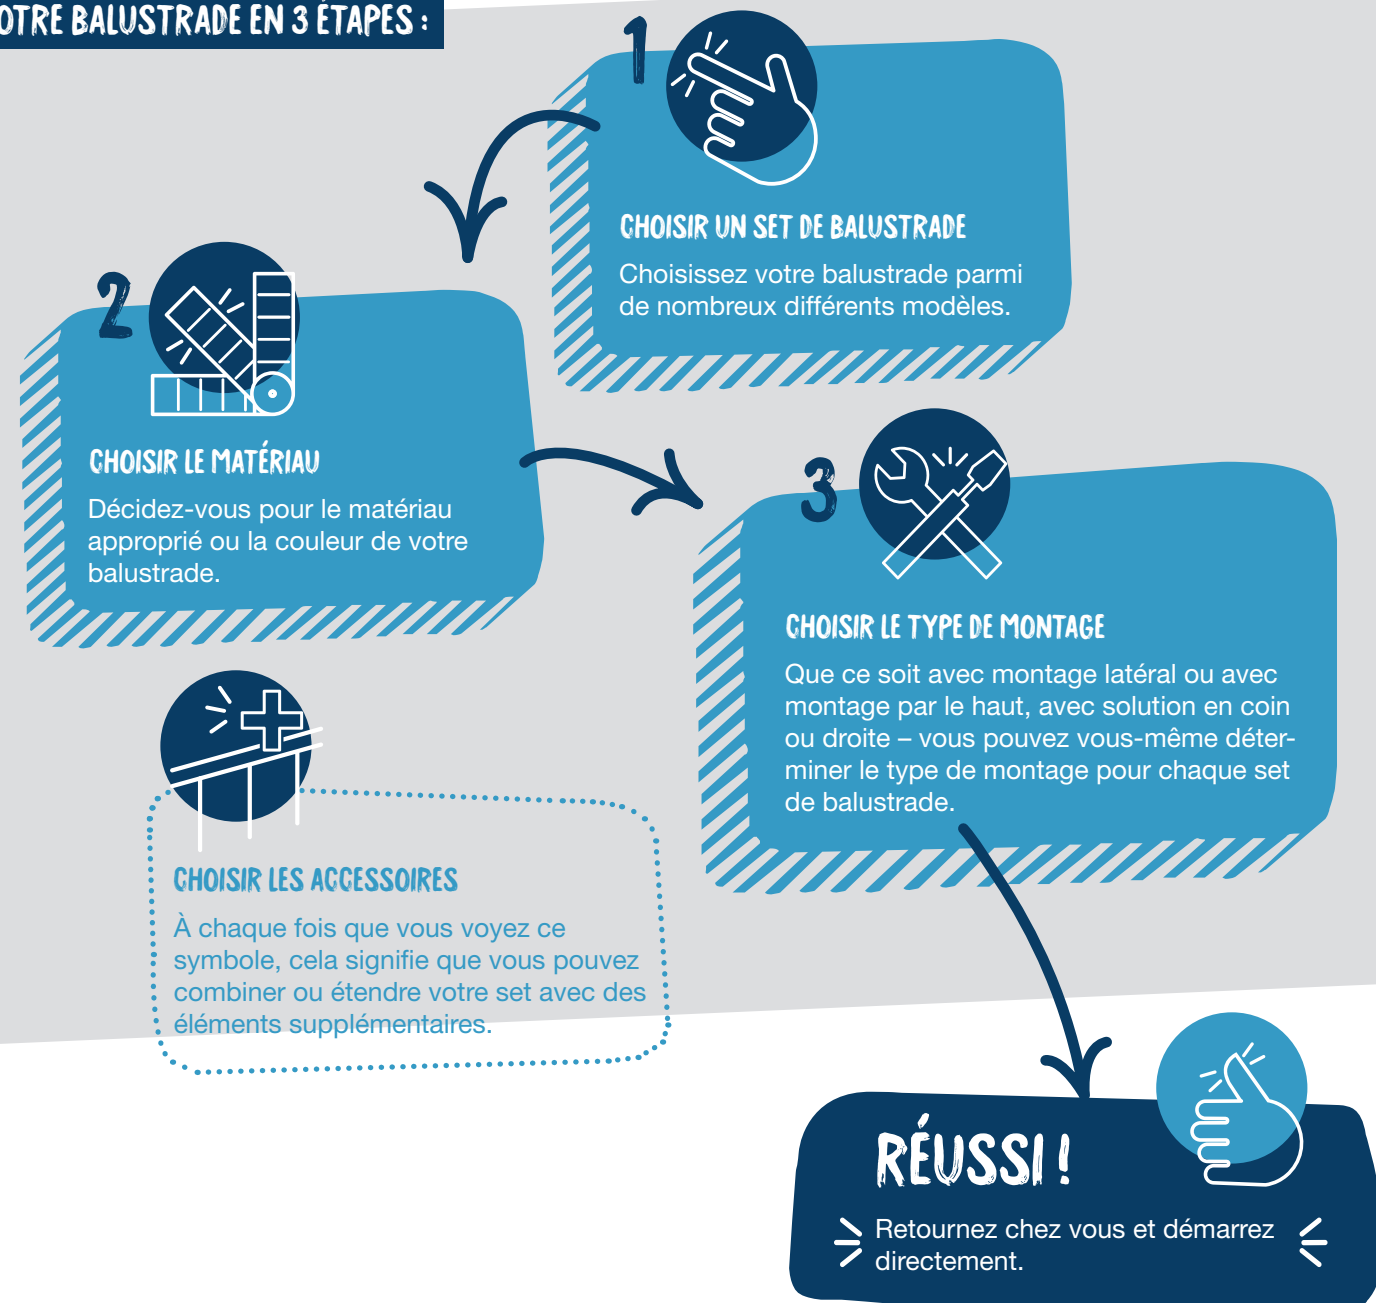 OTRE BALUSTRADE EN 3 ÉTAPES :
1
CHOISIR UN SET DE BALUSTRADE
Choisissez votre balustrade parmi
de nombreux différents modèles.
2
CHOISIR LE MATÉRIAU
Décidez-vous pour le matériau
approprié ou la couleur de votre
balustrade.
3
CHOISIR LE TYPE DE MONTAGE
Que ce soit avec montage latéral ou avec
montage par le haut, avec solution en coin
ou droite – vous pouvez vous-même déter-
miner le type de montage pour chaque set
de balustrade.
CHOISIR LES ACCESSOIRES
À chaque fois que vous voyez ce
symbole, cela signifie que vous pouvez
combiner ou étendre votre set avec des
éléments supplémentaires.
RÉUSSI !
Retournez chez vous et démarrez
directement.